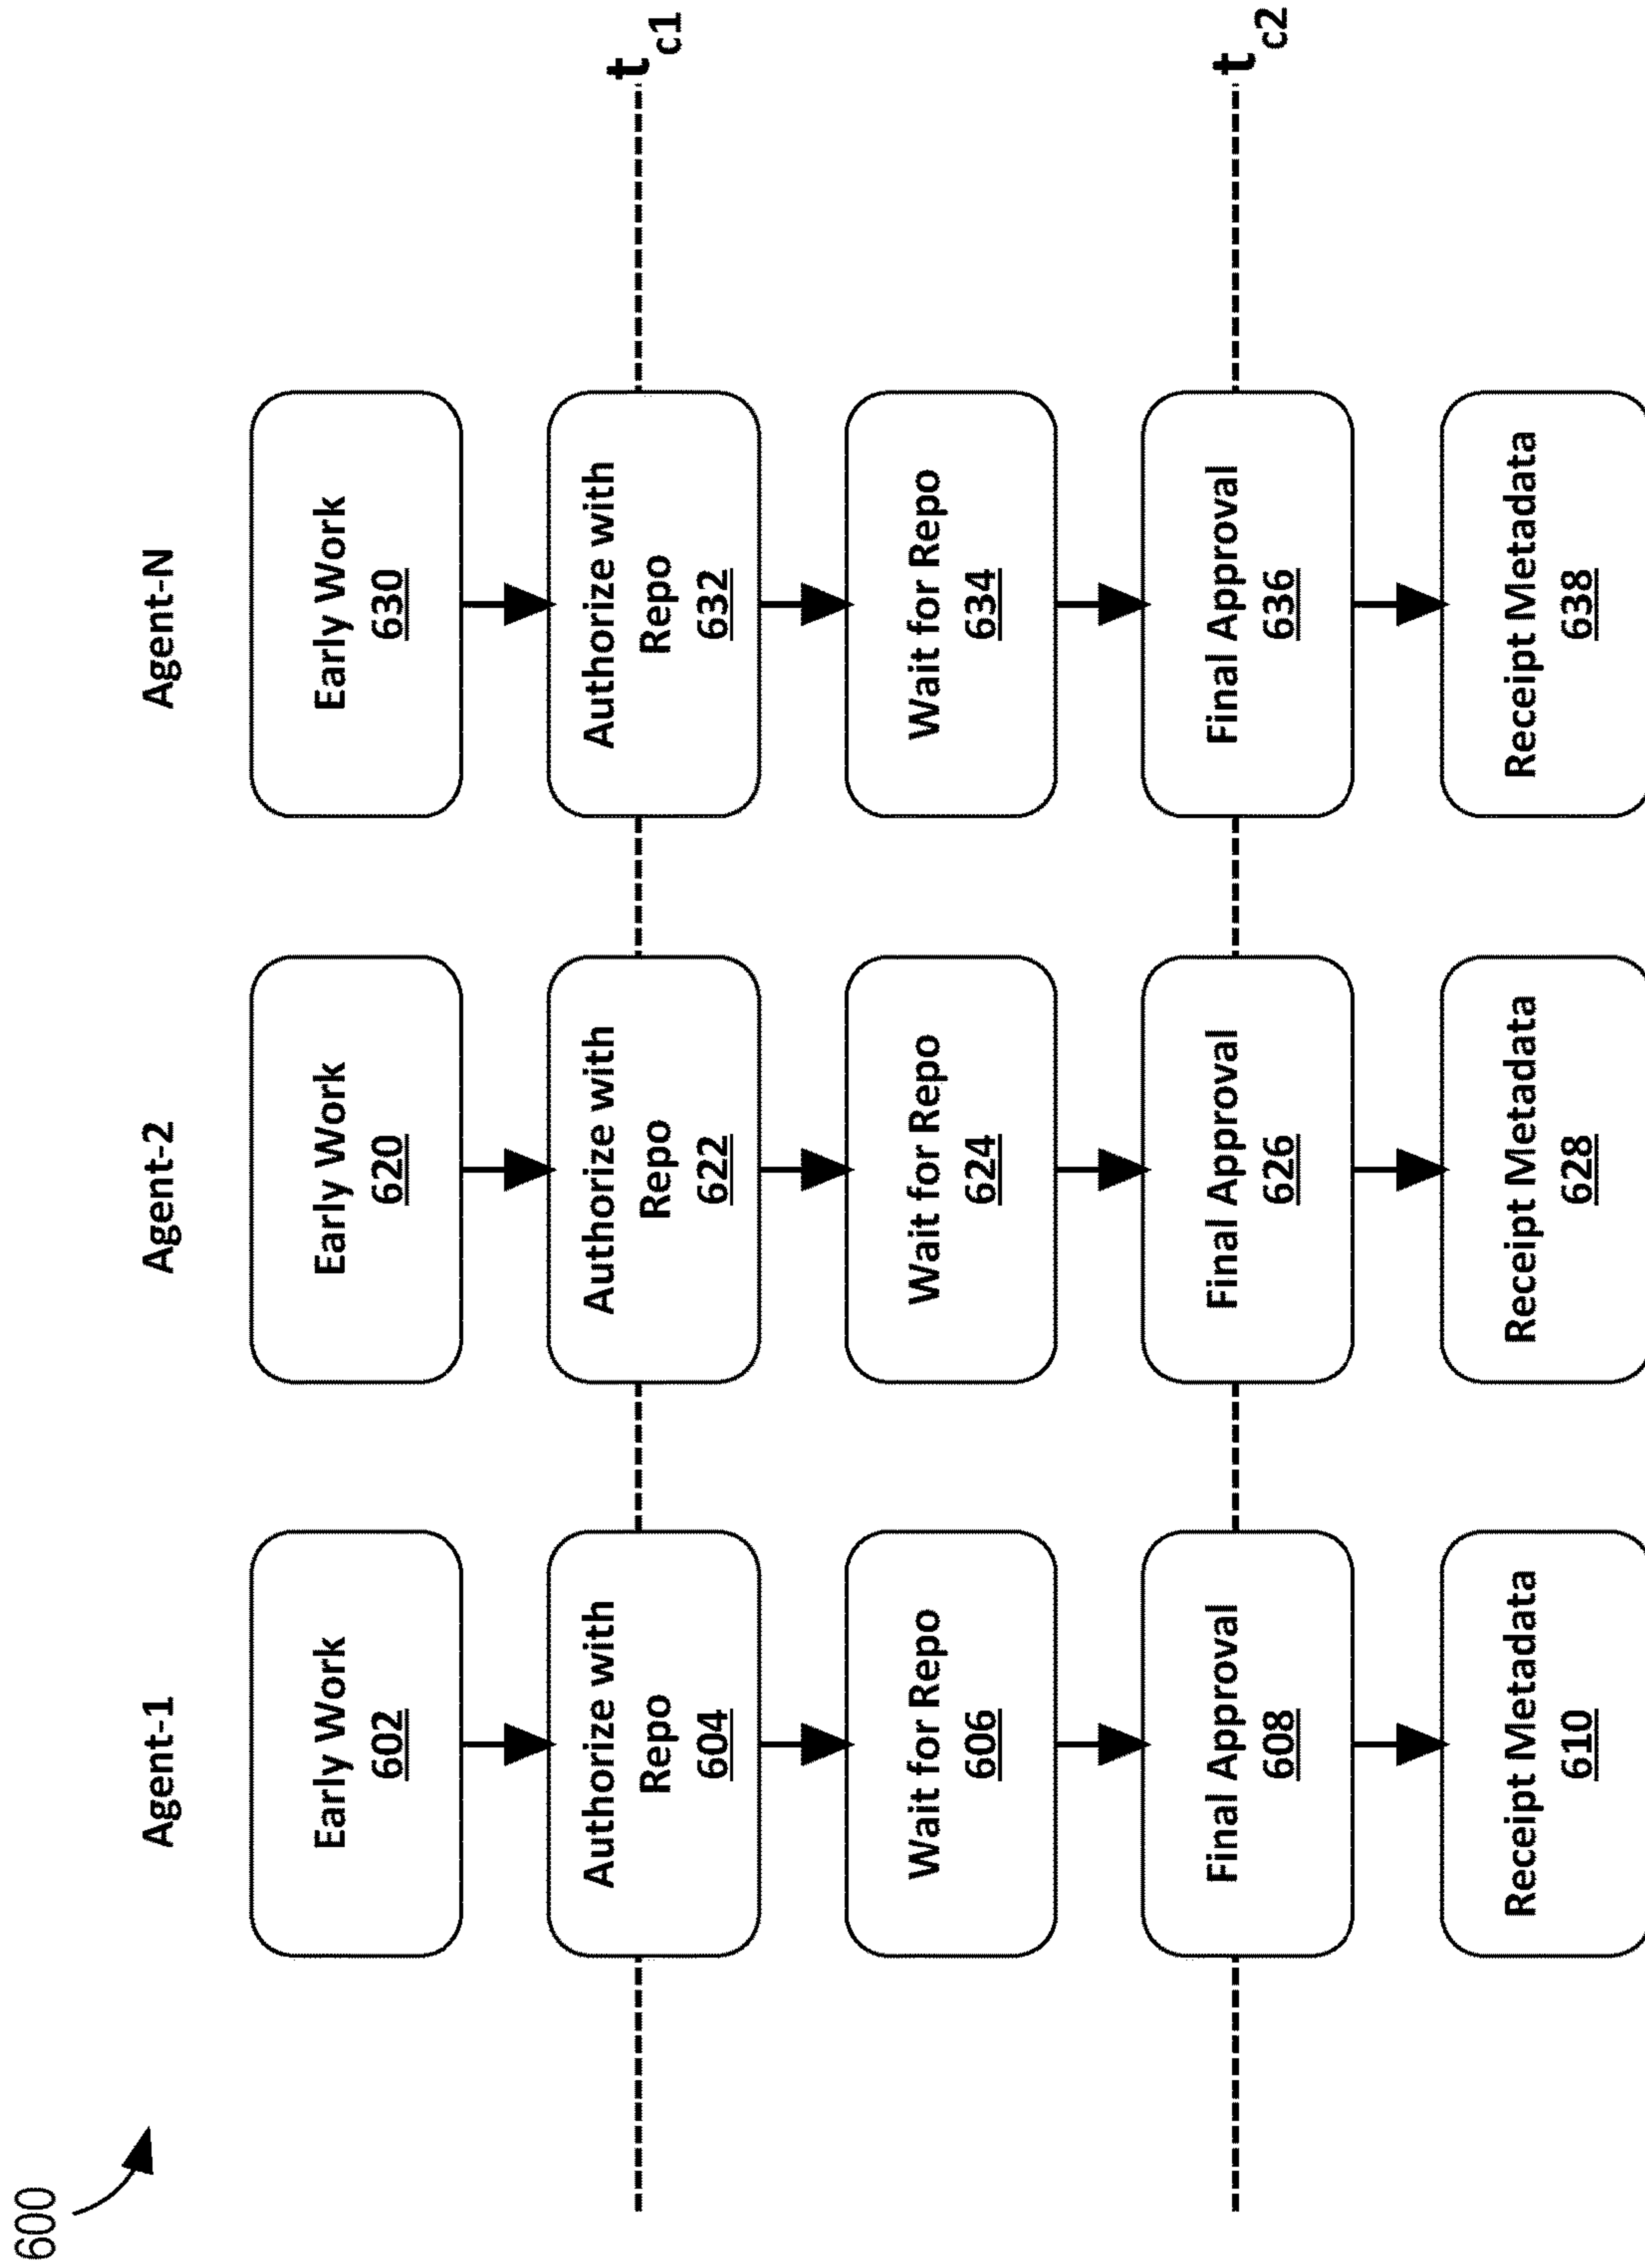 600
Agent-1
Agent-2
Agent-N
Early Work
602
Early Work
620
Early Work
630
Authorize with
Repo
604
Authorize with
Repo
622
Authorize with
Repo
632
t c1
Wait for Repo
606
Wait for Repo
624
Wait for Repo
634
Final Approval
608
Final Approval
626
Final Approval
636
t c2
Receipt Metadata
610
Receipt Metadata
628
Receipt Metadata
638